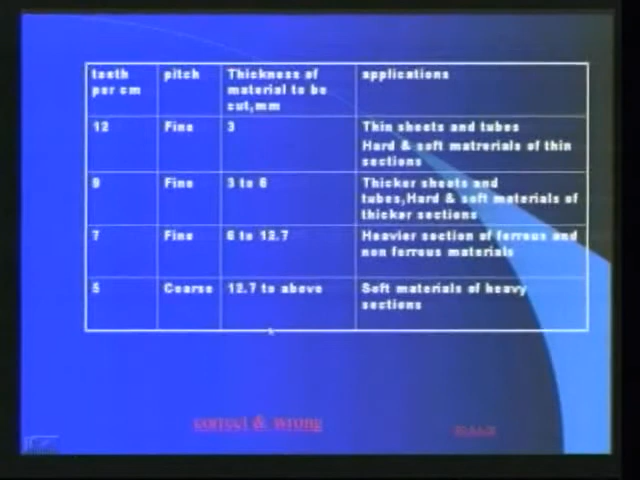 teeth per cm pitch Thickness of material to be cut,mm applications
12 Fine 3 Thin sheets and tubes
Hard & soft matrerials of thin sections
9 Fine 3 to 6 Thicker sheets and tubes,Hard & soft materials of thicker sections
7 Fine 6 to 12.7 Heavier section of ferrous and non ferrous materials
5 Coarse 12.7 to above Soft materials of heavy sections
correct & wrong